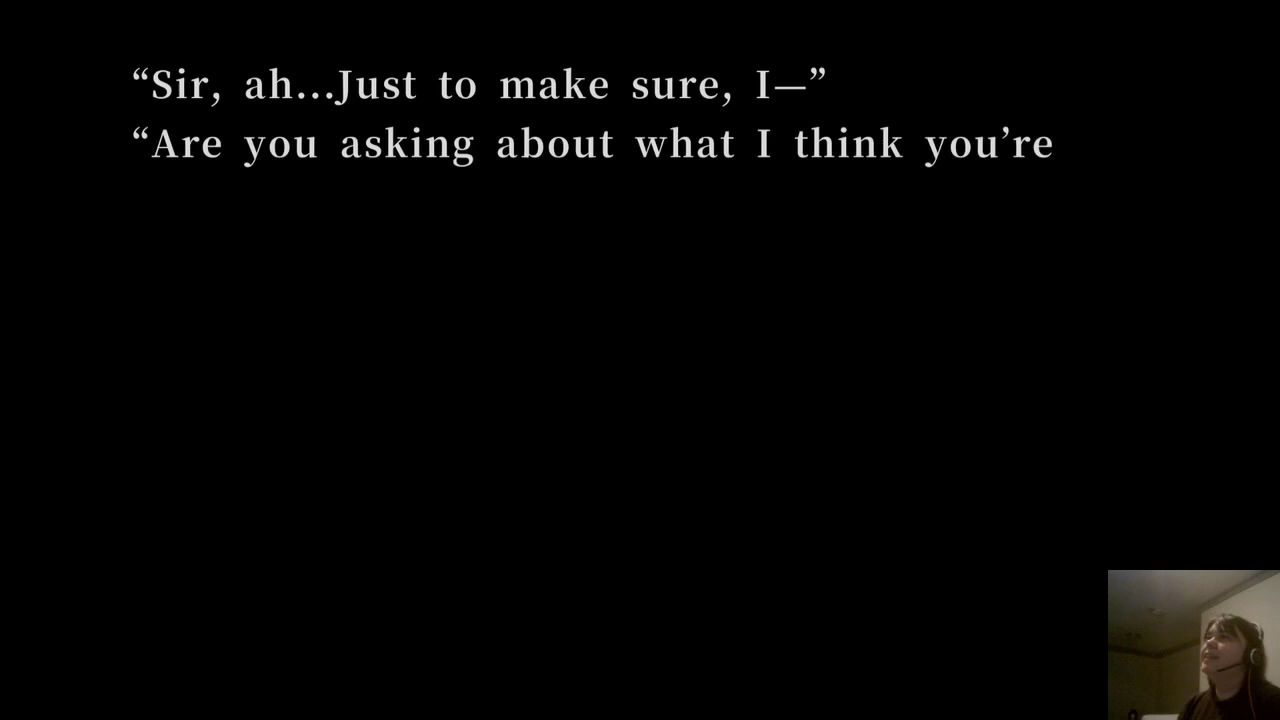 “Sir, ah...Just to make sure, I—”
“Are you asking about what I think you’re